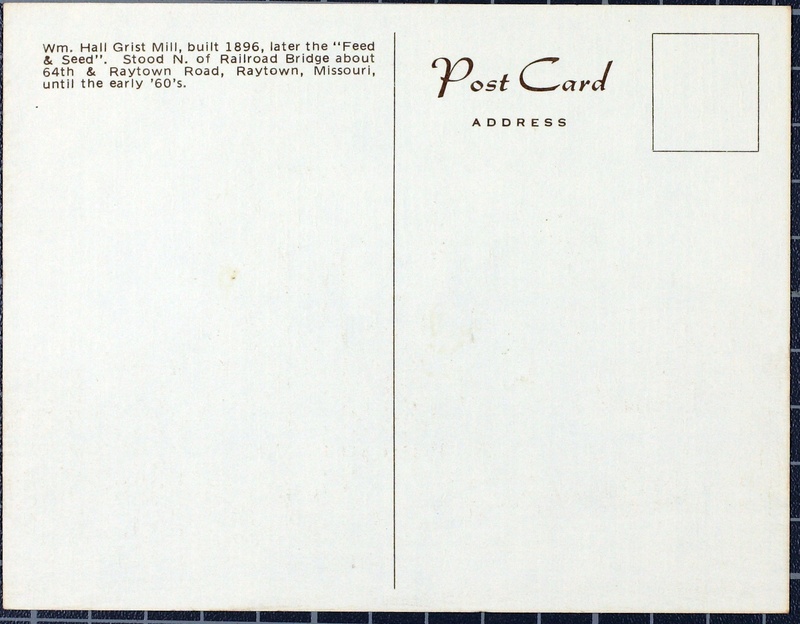 Wm. Hall Grist Mill, built 1896, later the "Feed
& Seed". Stood N. of Railroad Bridge about
64th & Raytown Road, Raytown, Missouri,
until the early '60's.
Post Card
ADDRESS